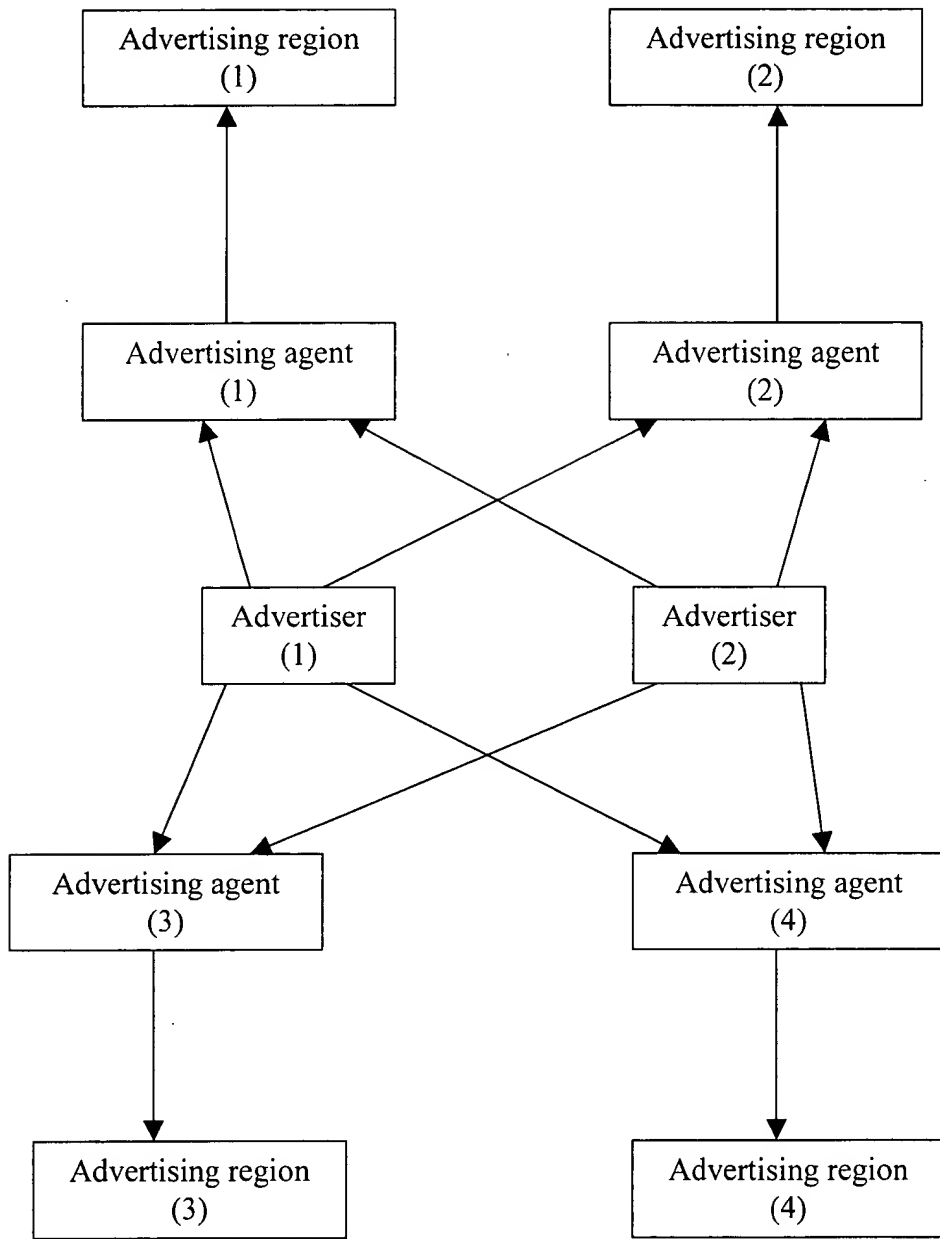 Advertising region
(1)
Advertising region
(2)
Advertising agent
(1)
Advertising agent
(2)
Advertiser
(1)
Advertiser
(2)
Advertising agent
(3)
Advertising agent
(4)
Advertising region
(3)
Advertising region
(4)